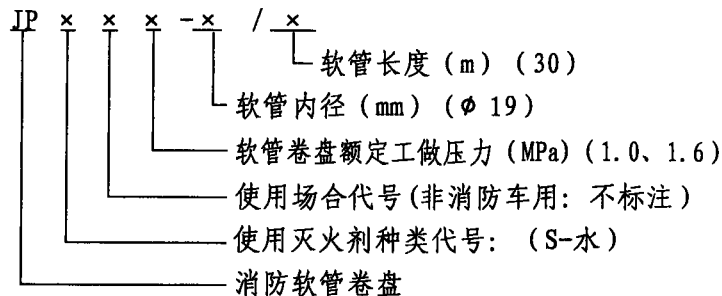 JP × × × -× / ×
软管长度(m)(30)
软管内径(mm)(Φ 19)
软管卷盘额定工做压力(MPa)(1.0、1.6)
使用场合代号(非消防车用: 不标注)
使用灭火剂种类代号: (S-水)
消防软管卷盘